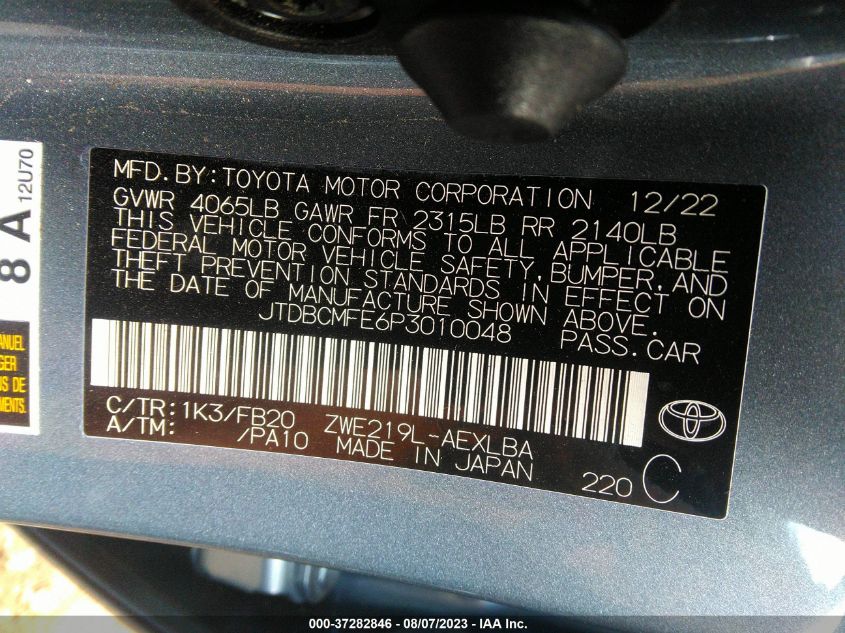 8 A 12U70
MFD.BY:TOYOTA MOTOR CORPORATION 12/22
GVWR 4065LB GAWR FR 2315LB RR 2140LB
THIS VEHICLE CONFORMS TO ALL APPLICABLE
FEDERAL MOTOR VEHICLE SAFETY,BUMPER,AND
THEFT PREVENTION STANDARDS IN EFFECT ON
THE DATE OF MANUFACTURE SHOWN ABOVE.
JTDBCMFE6P3010048 PASS.CAR
C/TR:1K3/FB20 ZWE219L-AEXLBA
A/TM: /PA10 MADE IN JAPAN
220 C
MENTS.
000-37282846 - 08/07/2023 - IAA Inc.